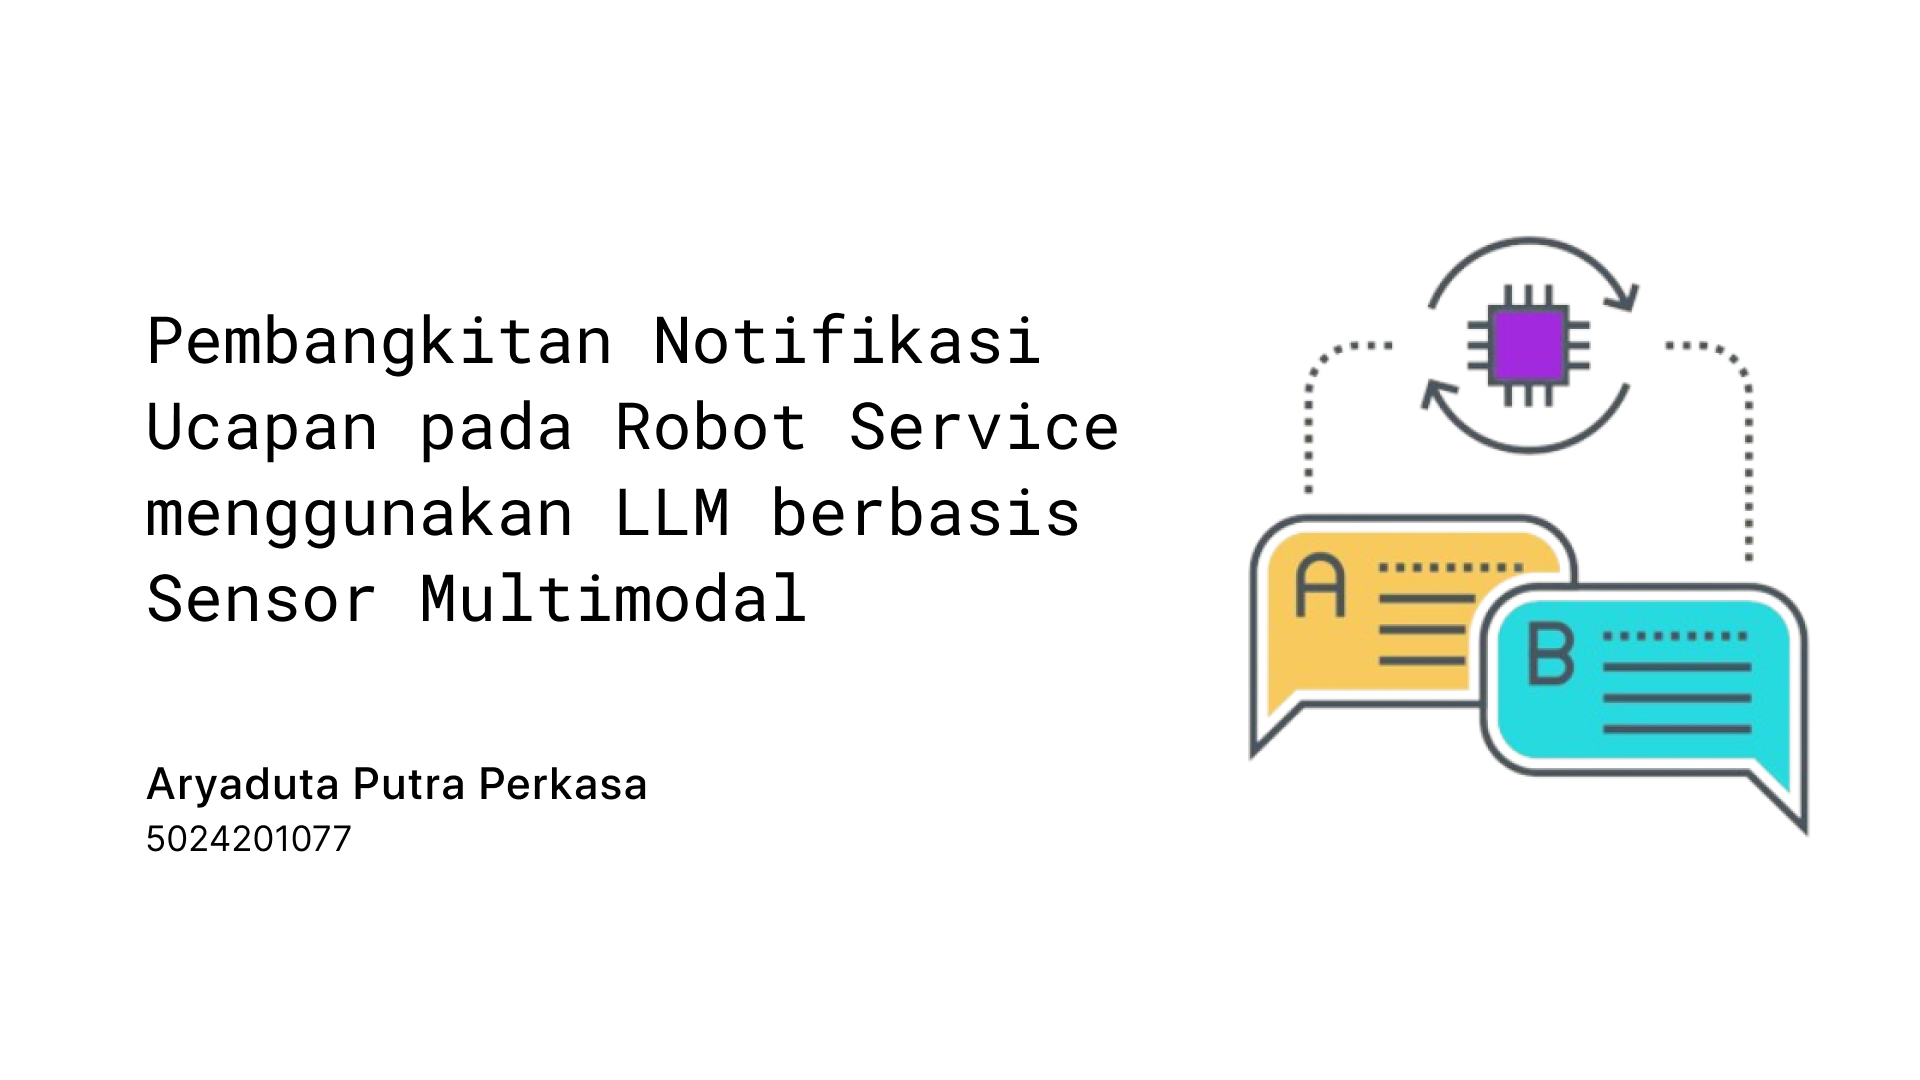 Pembangkitan Notifikasi
Ucapan pada Robot Service
menggunakan LLM berbasis
Sensor Multimodal
Aryaduta Putra Perkasa
5024201077
A
B